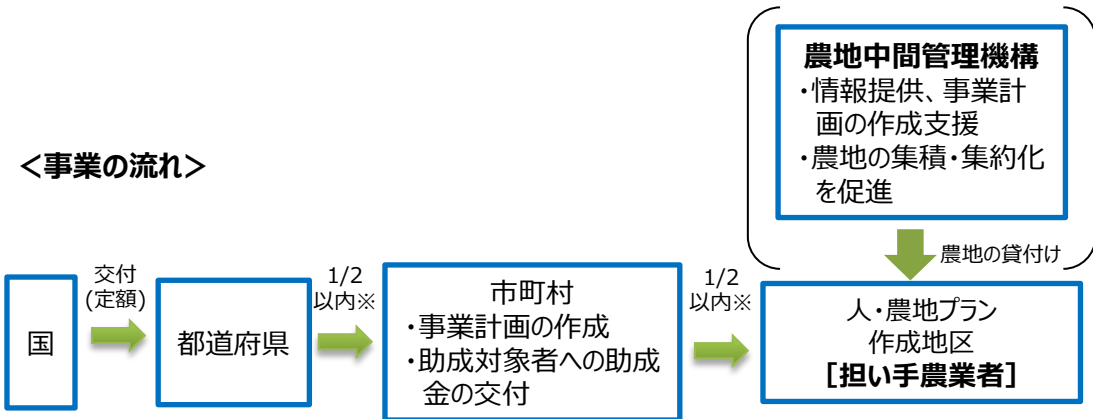 農地中間管理機構
・情報提供、事業計
画の作成支援
・農地の集積・集約化
を促進
＜事業の流れ＞
農地の貸付け
国
交付
(定額)
都道府県
1/2
以内※
市町村
・事業計画の作成
・助成対象者への助成
金の交付
1/2
以内※
人・農地プラン
作成地区
［担い手農業者］